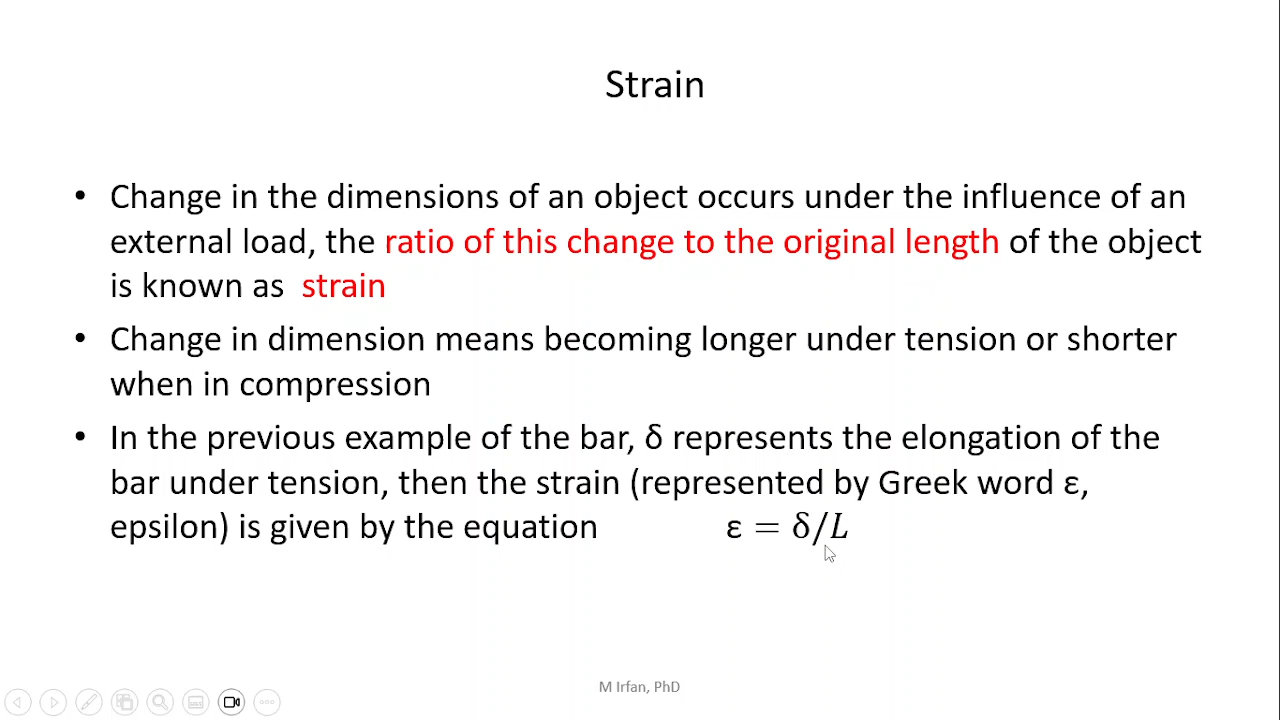 Strain
• Change in the dimensions of an object occurs under the influence of an
external load, the ratio of this change to the original length of the object
is known as strain
• Change in dimension means becoming longer under tension or shorter
when in compression
• In the previous example of the bar, δ represents the elongation of the
bar under tension, then the strain (represented by Greek word ε,
epsilon) is given by the equation ε = δ/L
M Irfan, PhD